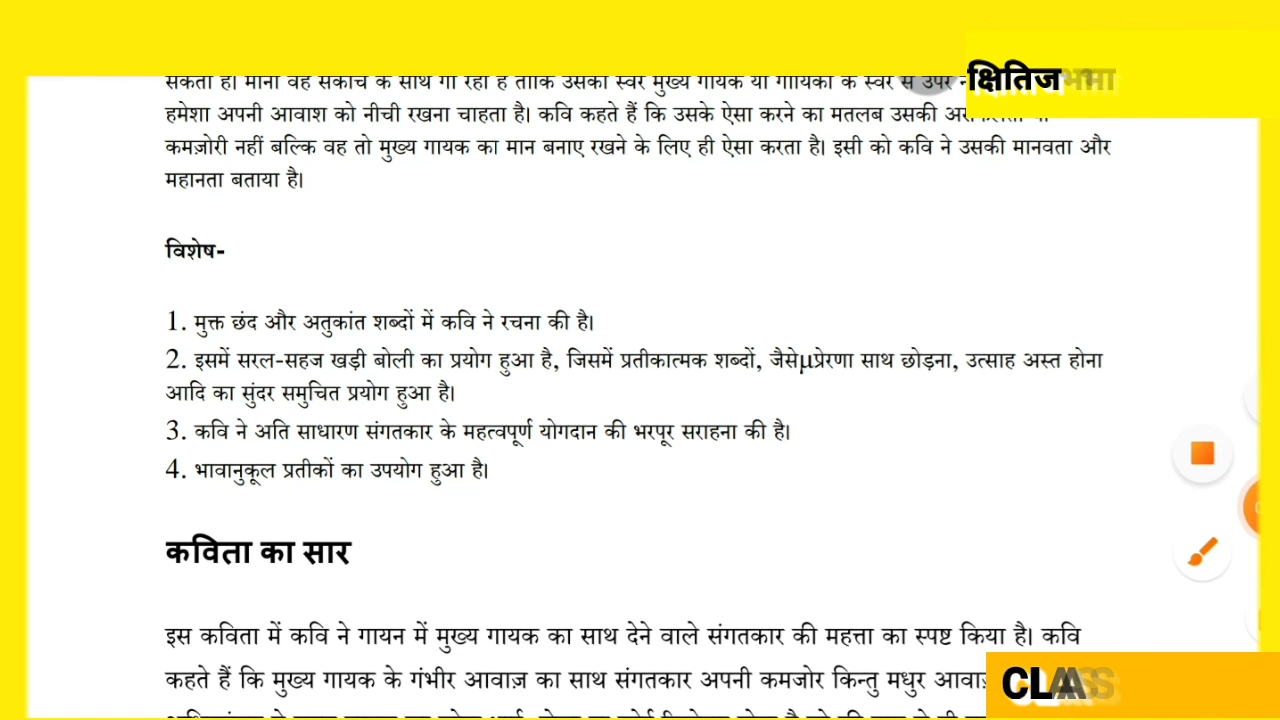 सकता है। मानो वह संकोच के साथ गा रहा है ताकि उसका स्वर मुख्य गायक या गायिका के स्वर से उपर
क्षितिज
हमेशा अपनी आवाश को नीची रखना चाहता है। कवि कहते हैं कि उसके ऐसा करने का मतलब उसकी
कमज़ोरी नहीं बल्कि वह तो मुख्य गायक का मान बनाए रखने के लिए ही ऐसा करता है। इसी को कवि ने उसकी मानवता और
महानता बताया है।
विशेष-
1. मुक्त छंद और अतुकांत शब्दों में कवि ने रचना की है।
2. इसमें सरल-सहज खड़ी बोली का प्रयोग हुआ है, जिसमें प्रतीकात्मक शब्दों, जैसेµप्रेरणा साथ छोड़ना, उत्साह अस्त होना
आदि का सुंदर समुचित प्रयोग हुआ है।
3. कवि ने अति साधारण संगतकार के महत्वपूर्ण योगदान की भरपूर सराहना की है।
4. भावानुकूल प्रतीकों का उपयोग हुआ है।
कविता का सार
इस कविता में कवि ने गायन में मुख्य गायक का साथ देने वाले संगतकार की महत्ता का स्पष्ट किया है। कवि
कहते हैं कि मुख्य गायक के गंभीर आवाज़ का साथ संगतकार अपनी कमजोर किन्तु मधुर